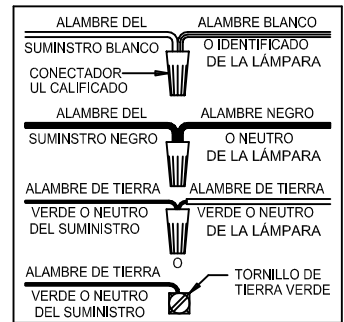 ALAMBRE DEL ALAMBRE BLANCO
SUMINSTRO BLANCO O IDENTIFICADO
DE LA LÁMPARA
CONECTADOR
UL CALIFICADO
ALAMBRE DEL ALAMBRE NEGRO
SUMINSTRO NEGRO O NEUTRO
DE LA LÁMPARA
ALAMBRE DE TIERRA ALAMBRE DE TIERRA
VERDE O NEUTRO VERDE O NEUTRO
DEL SUMINISTRO DE LA LÁMPARA
O
ALAMBRE DE TIERRA TORNILLO DE
TIERRA VERDE
VERDE O NEUTRO
DEL SUMINISTRO